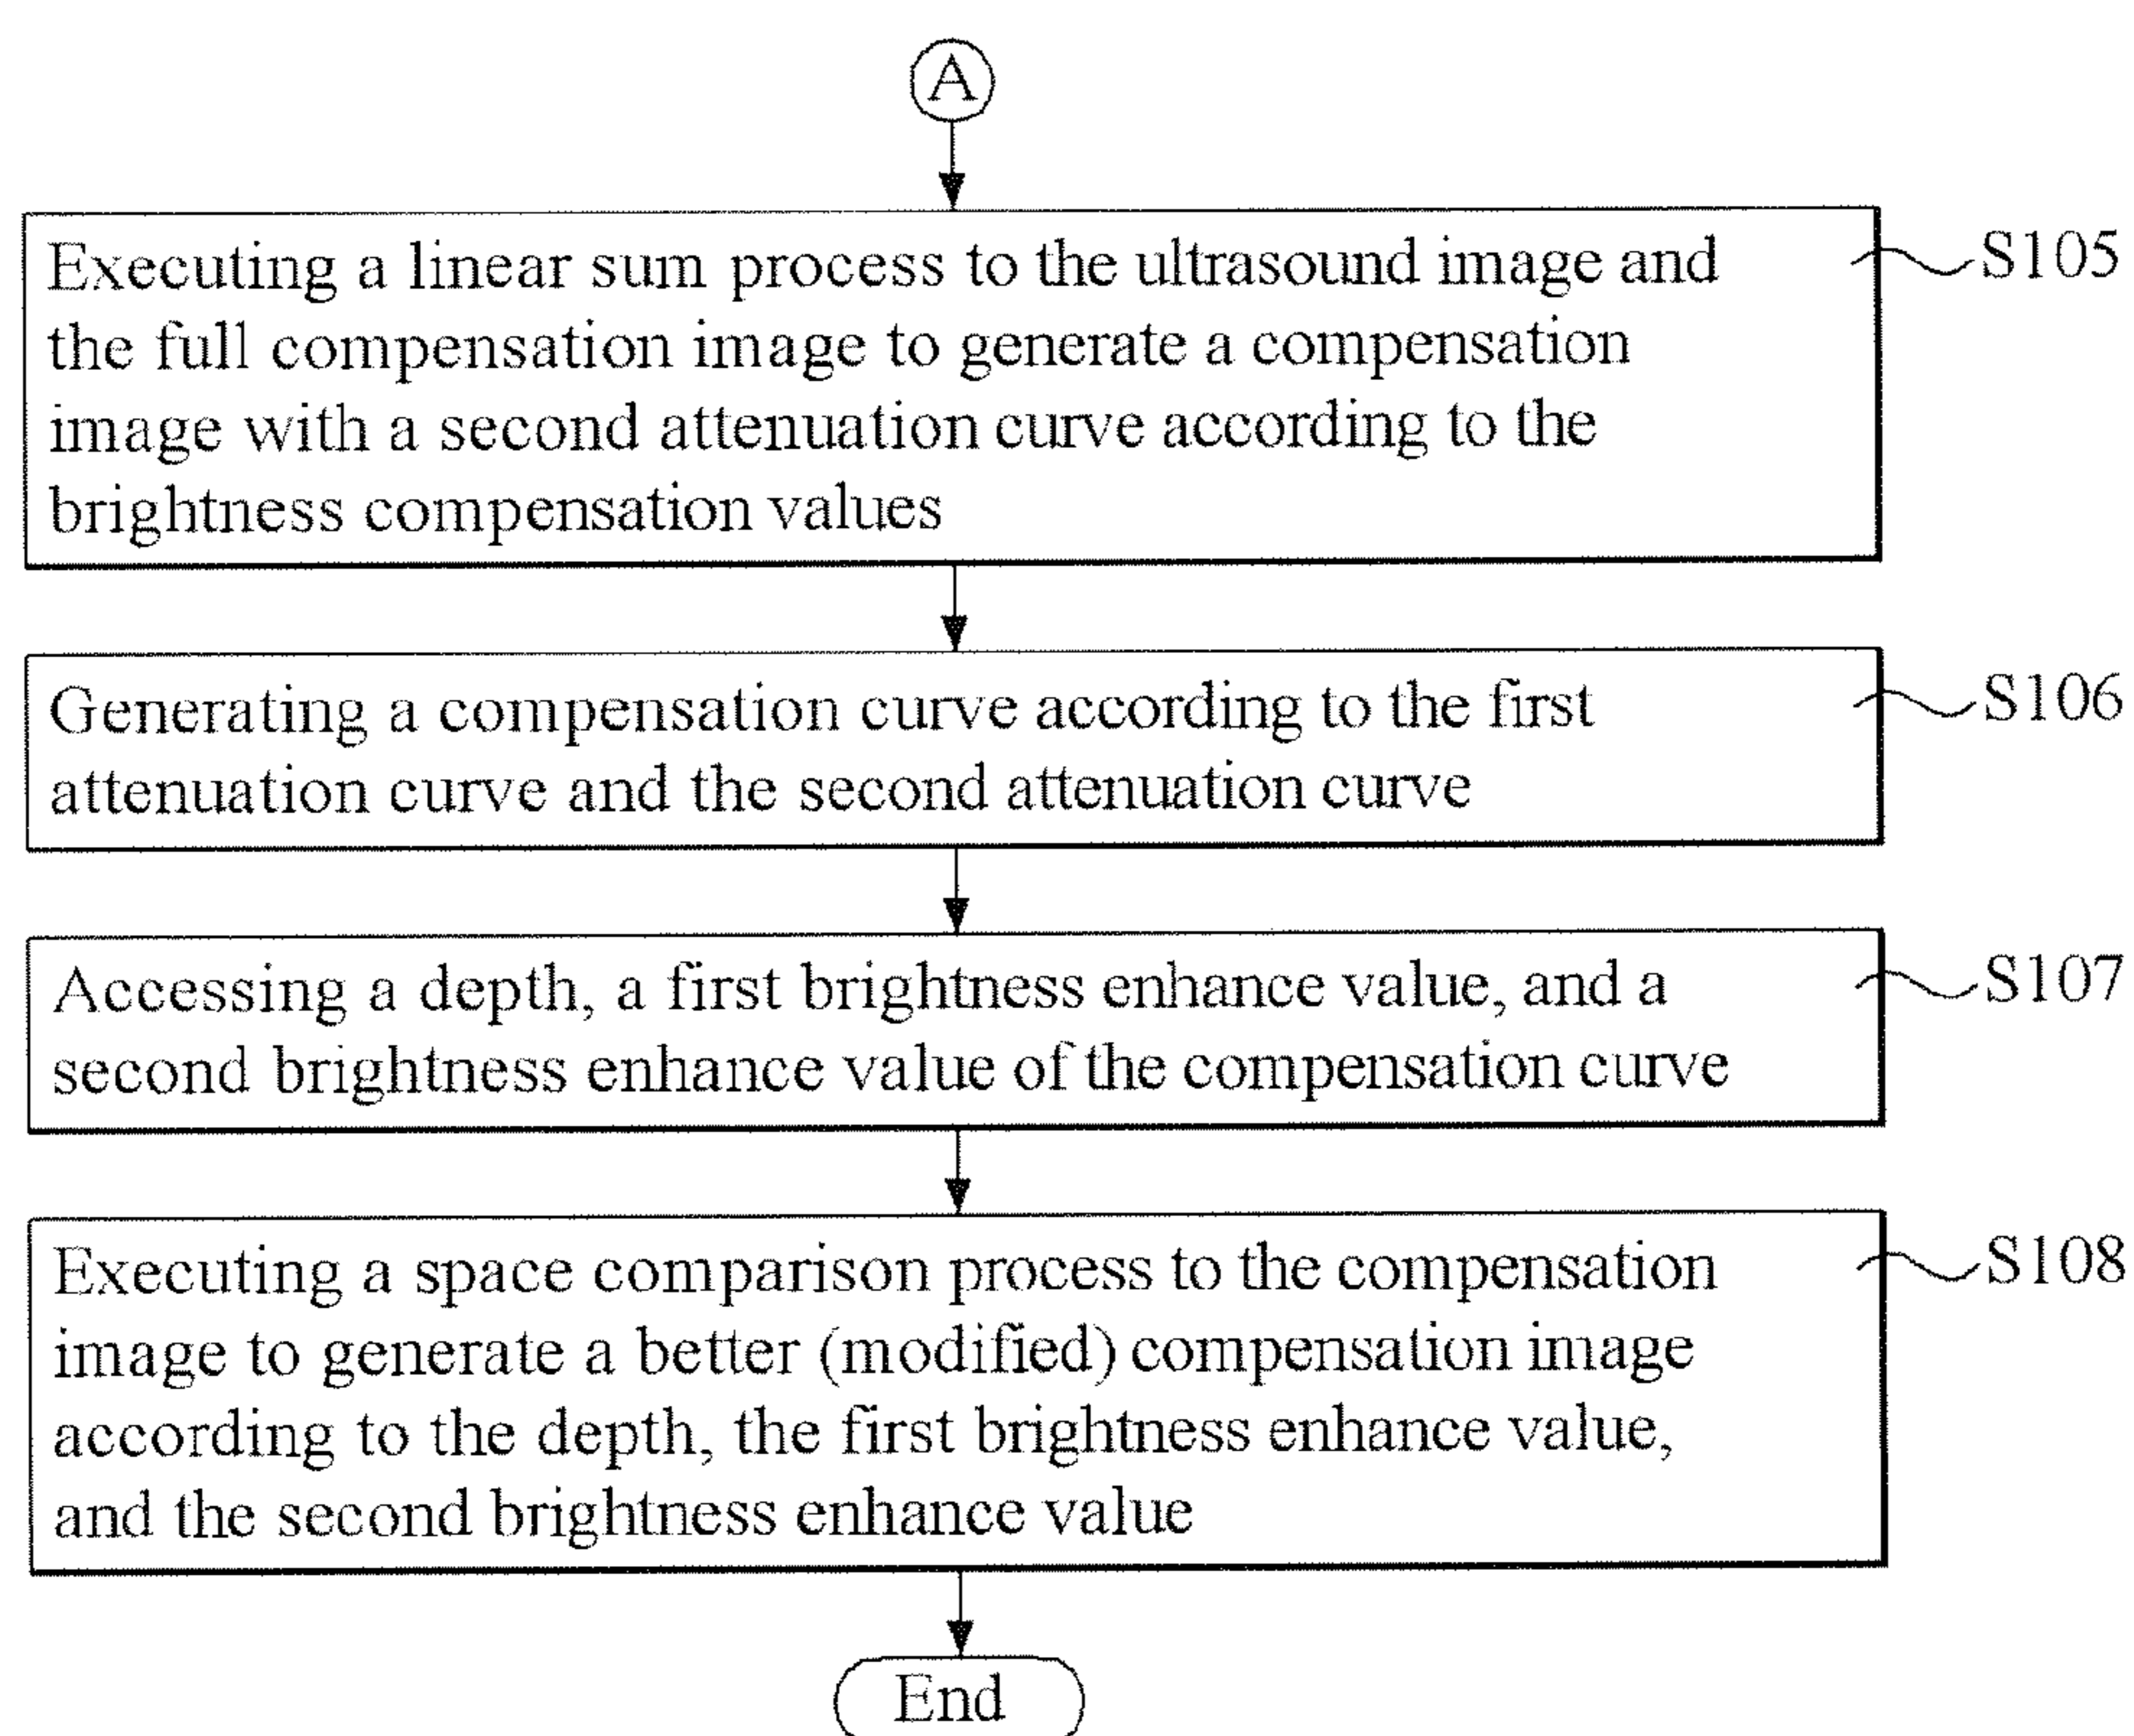 A
Executing a linear sum process to the ultrasound image and
the full compensation image to generate a compensation
image with a second attenuation curve according to the
brightness compensation values
S105
Generating a compensation curve according to the first
attenuation curve and the second attenuation curve
S106
Accessing a depth, a first brightness enhance value, and a
second brightness enhance value of the compensation curve
S107
Executing a space comparison process to the compensation
image to generate a better (modified) compensation image
according to the depth, the first brightness enhance value,
and the second brightness enhance value
S108
End